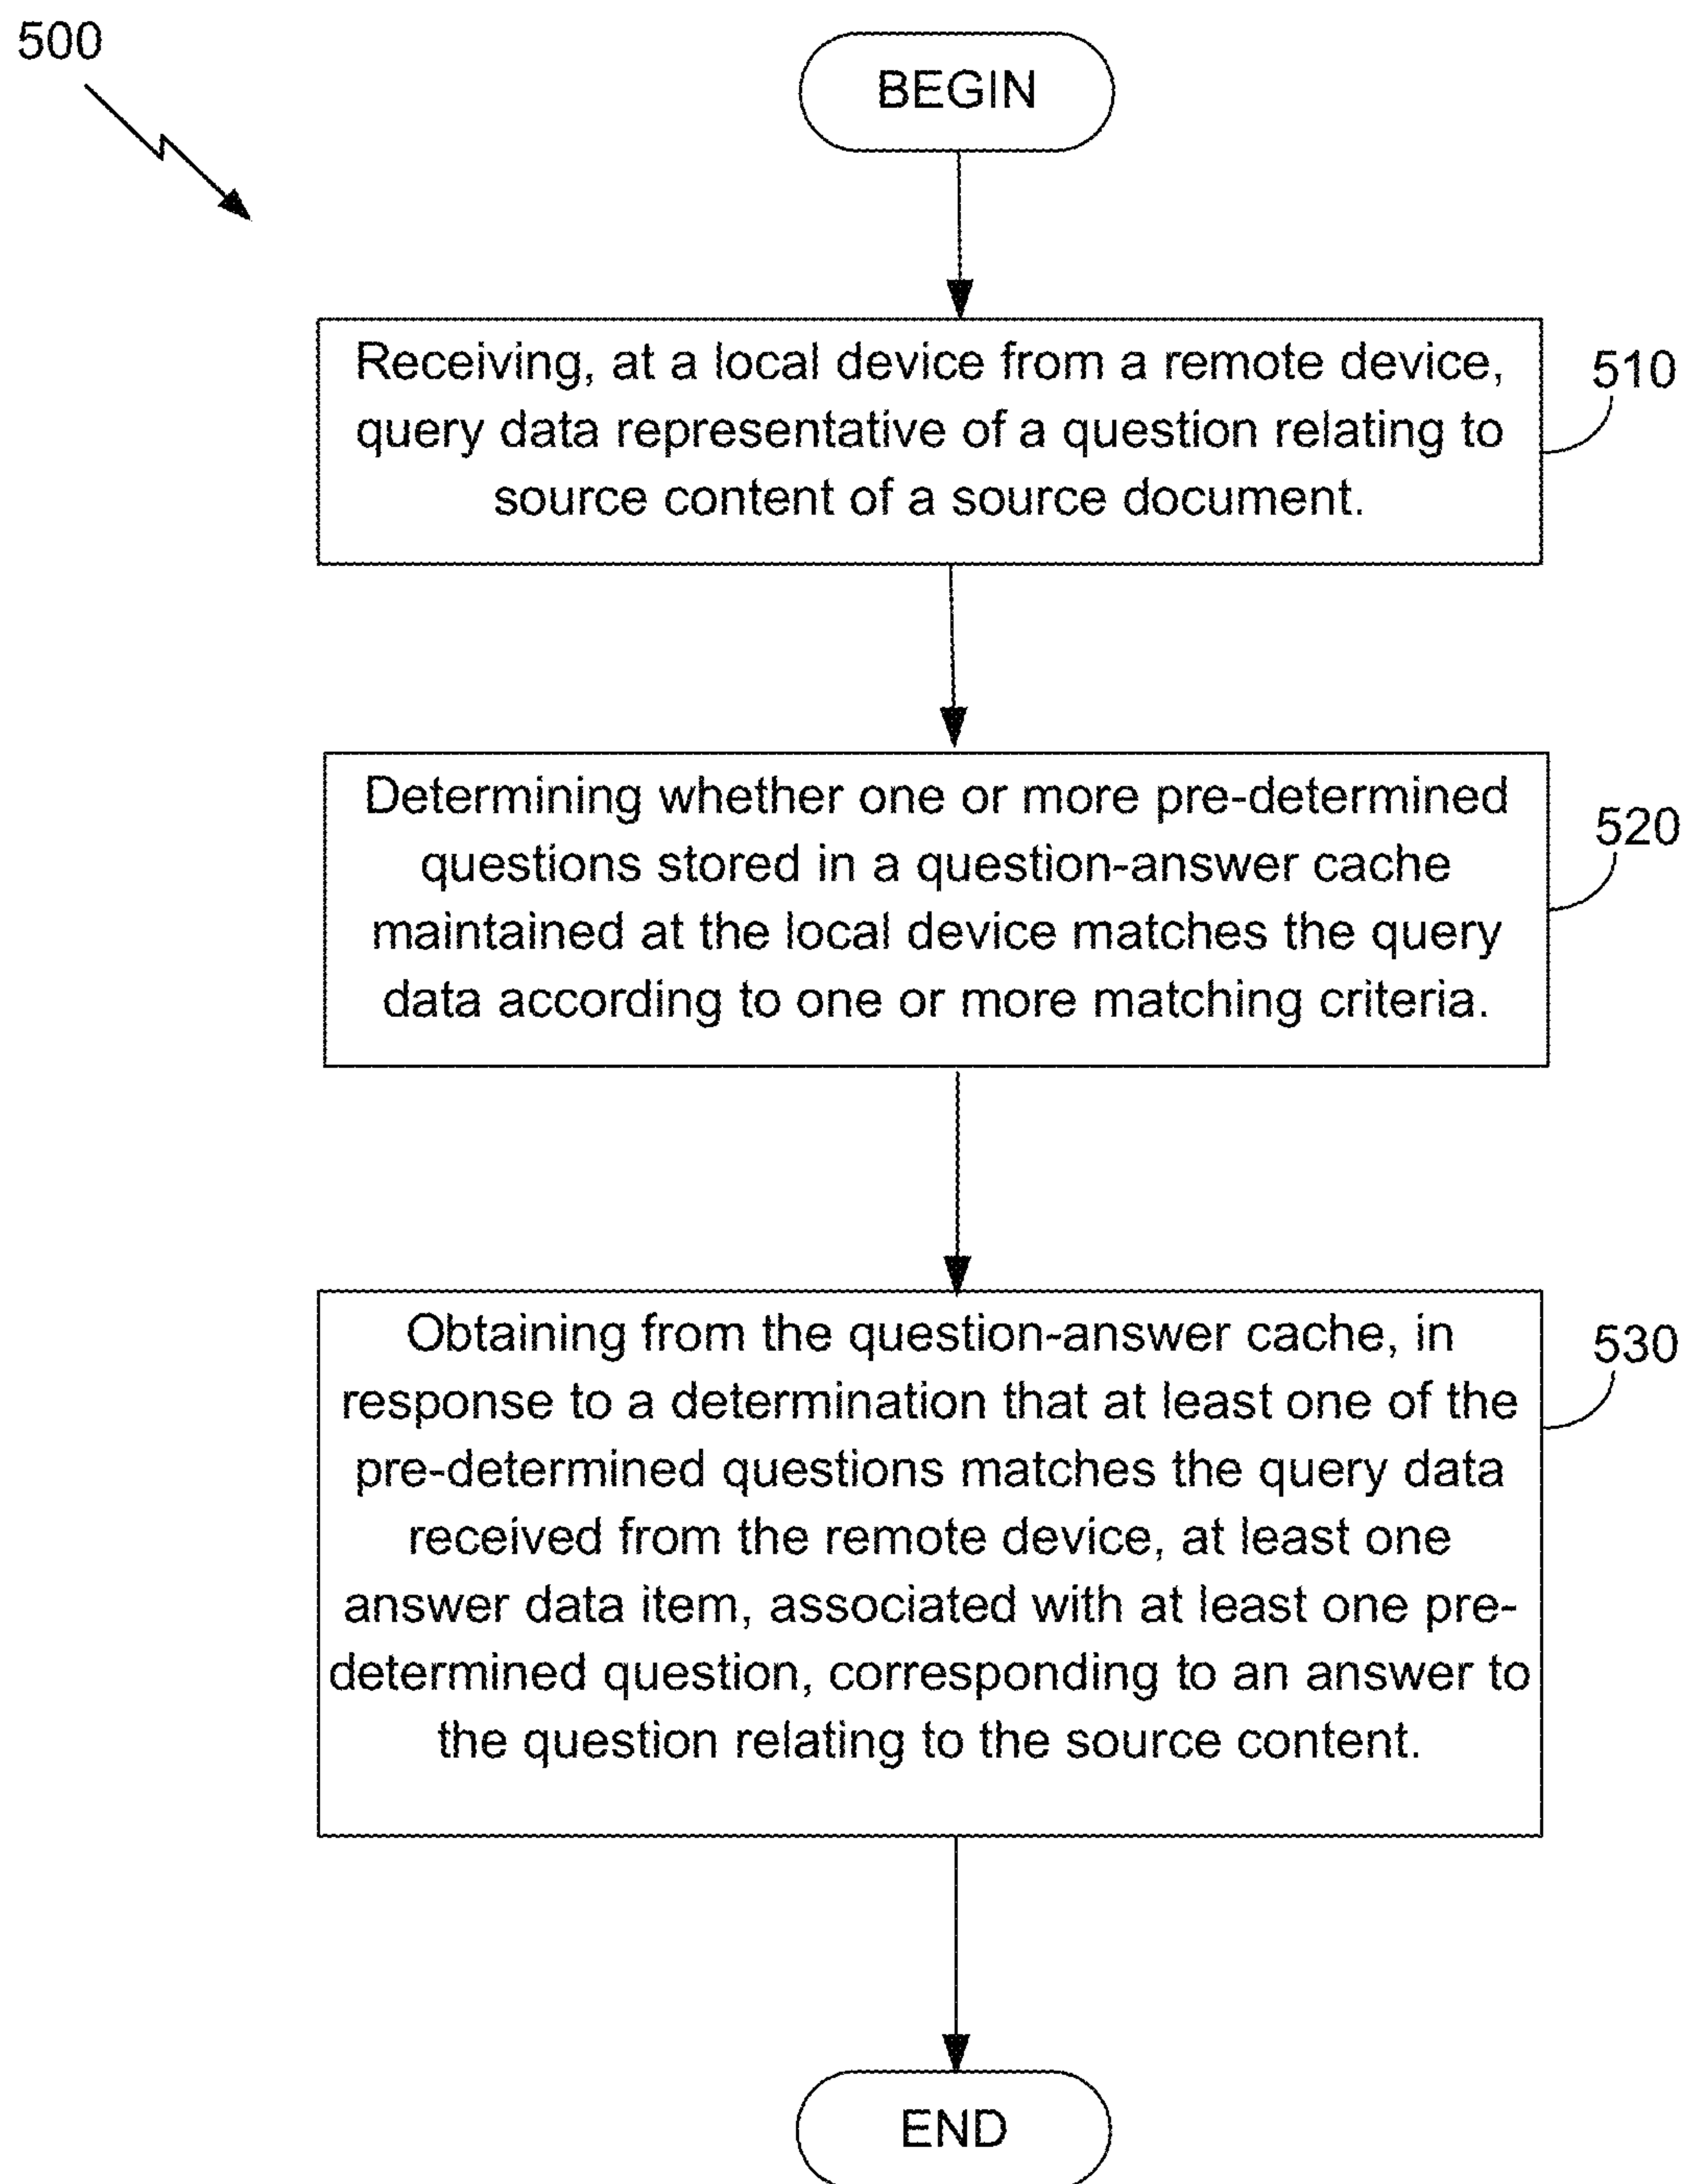 500
BEGIN
Receiving, at a local device from a remote device,
query data representative of a question relating to
source content of a source document.
510
Determining whether one or more pre-determined
questions stored in a question-answer cache
maintained at the local device matches the query
data according to one or more matching criteria.
520
Obtaining from the question-answer cache, in
response to a determination that at least one of the
pre-determined questions matches the query data
received from the remote device, at least one
answer data item, associated with at least one pre-
determined question, corresponding to an answer to
the question relating to the source content.
530
END